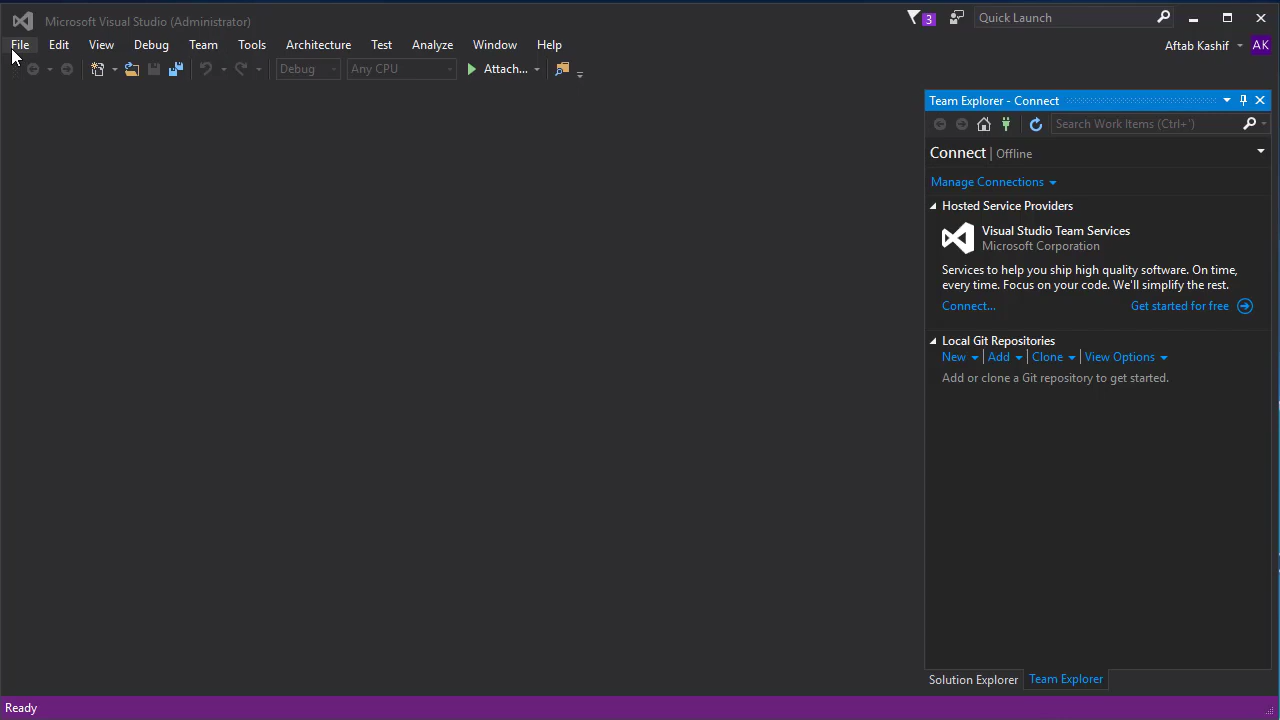 Microsoft Visual Studio (Administrator)
3
Quick Launch
File Edit View Debug Team Tools Architecture Test Analyze Window Help
Aftab Kashif AK
Debug Any CPU Attach...
Team Explorer - Connect
Search Work Items (Ctrl+')
Connect | Offline
Manage Connections
Hosted Service Providers
Visual Studio Team Services
Microsoft Corporation
Services to help you ship high quality software. On time,
every time. Focus on your code. We'll simplify the rest.
Connect... Get started for free
Local Git Repositories
New | Add | Clone | View Options
Add or clone a Git repository to get started.
Solution Explorer Team Explorer
Ready